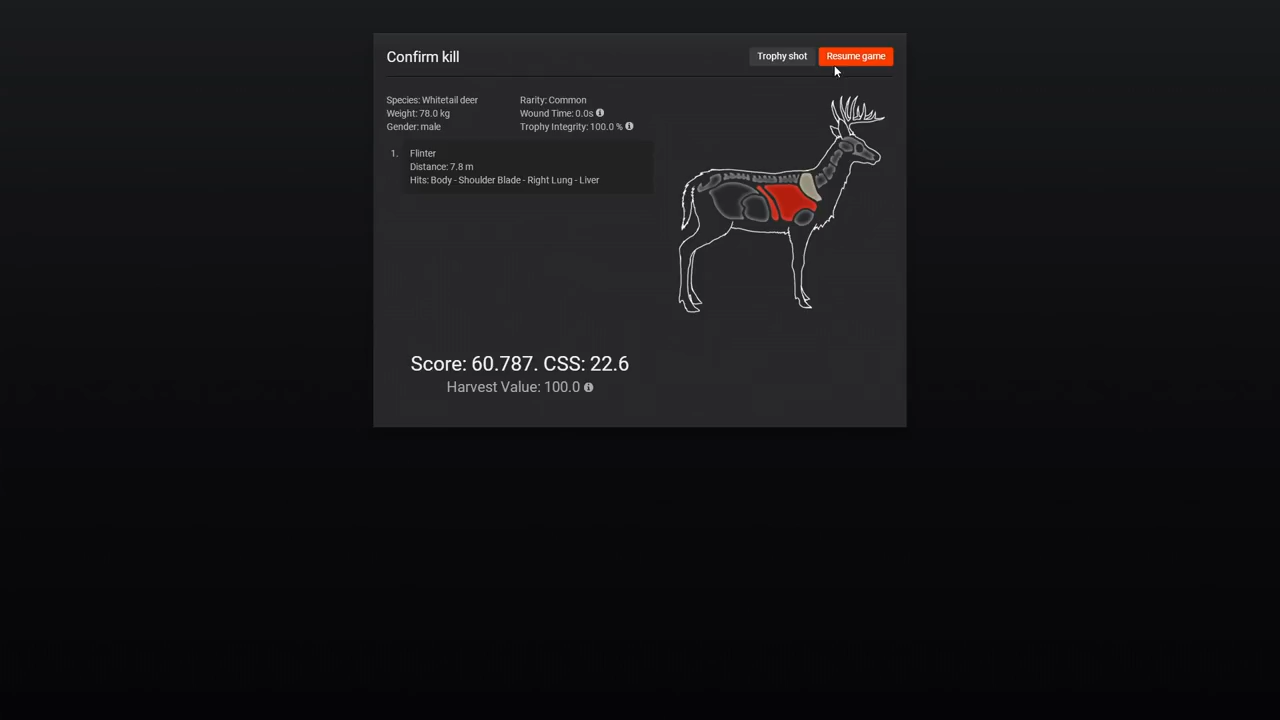 Confirm kill
Trophy shot
Resume game
Species: Whitetail deer
Weight: 78.0 kg
Gender: male
Rarity: Common
Wound Time: 0.0s
Trophy Integrity: 100.0 %
1. Flinter
Distance: 7.8 m
Hits: Body - Shoulder Blade - Right Lung - Liver
Score: 60.787. CSS: 22.6
Harvest Value: 100.0